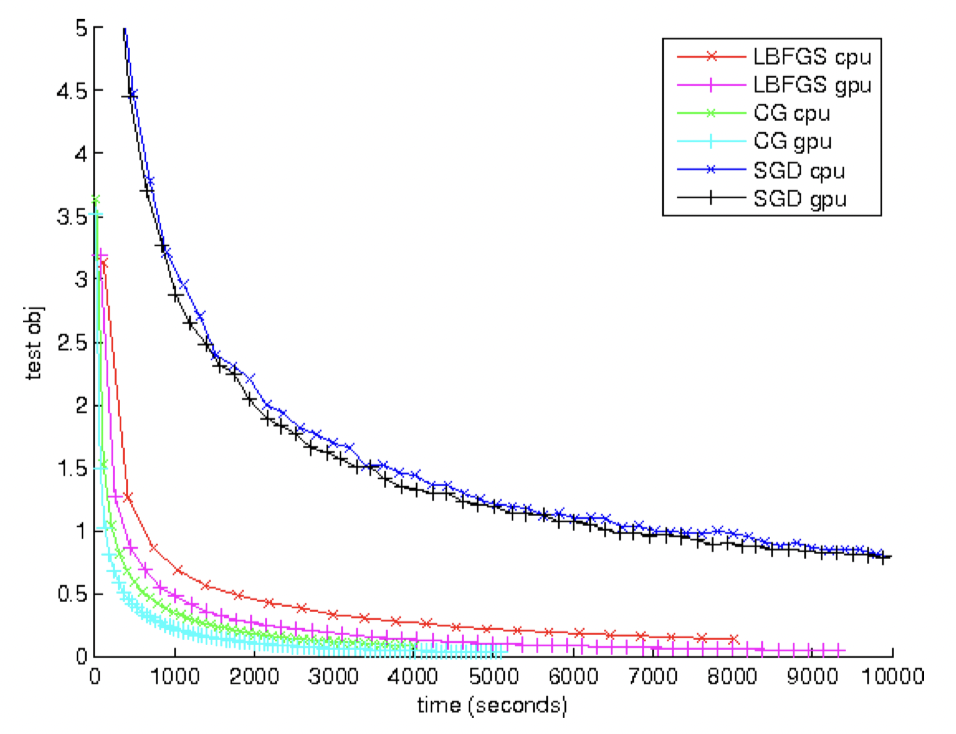 5
4.5
4
3.5
3
2.5
2
1.5
1
0.5
0
test obj
LBFGS cpu
LBFGS gpu
CG cpu
CG gpu
SGD cpu
SGD gpu
0 1000 2000 3000 4000 5000 6000 7000 8000 9000 10000
time (seconds)